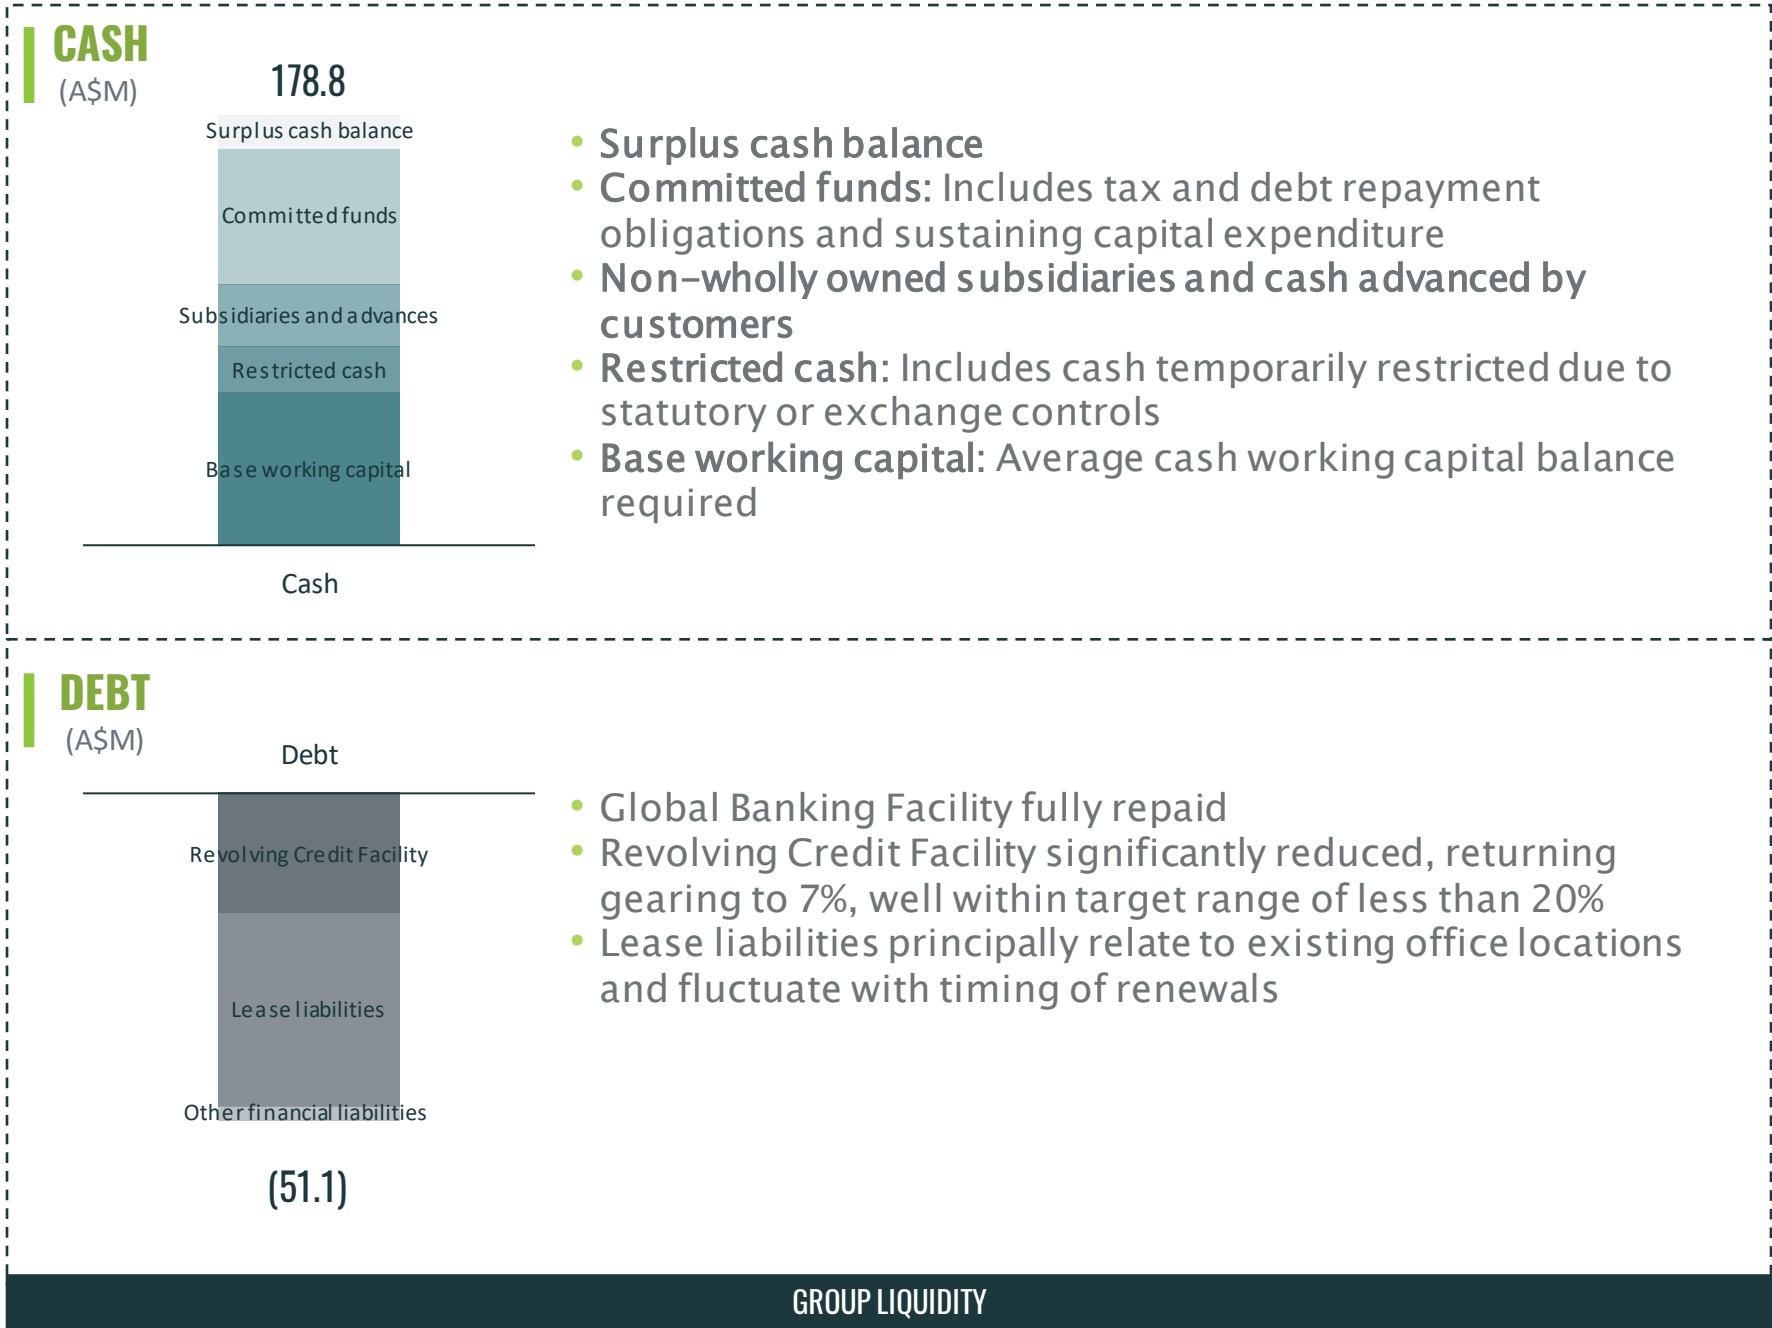 CASH
(A$M)
178.8
Surplus cash balance
Committed funds
Subsidiaries and advances
Restricted cash
Base working capital
Cash
• Surplus cash balance
• Committed funds: Includes tax and debt repayment
obligations and sustaining capital expenditure
• Non-wholly owned subsidiaries and cash advanced by
customers
• Restricted cash: Includes cash temporarily restricted due to
statutory or exchange controls
• Base working capital: Average cash working capital balance
required
DEBT
(A$M)
Debt
Revolving Credit Facility
Lease liabilities
Other financial liabilities
(51.1)
• Global Banking Facility fully repaid
• Revolving Credit Facility significantly reduced, returning
gearing to 7%, well within target range of less than 20%
• Lease liabilities principally relate to existing office locations
and fluctuate with timing of renewals
GROUP LIQUIDITY